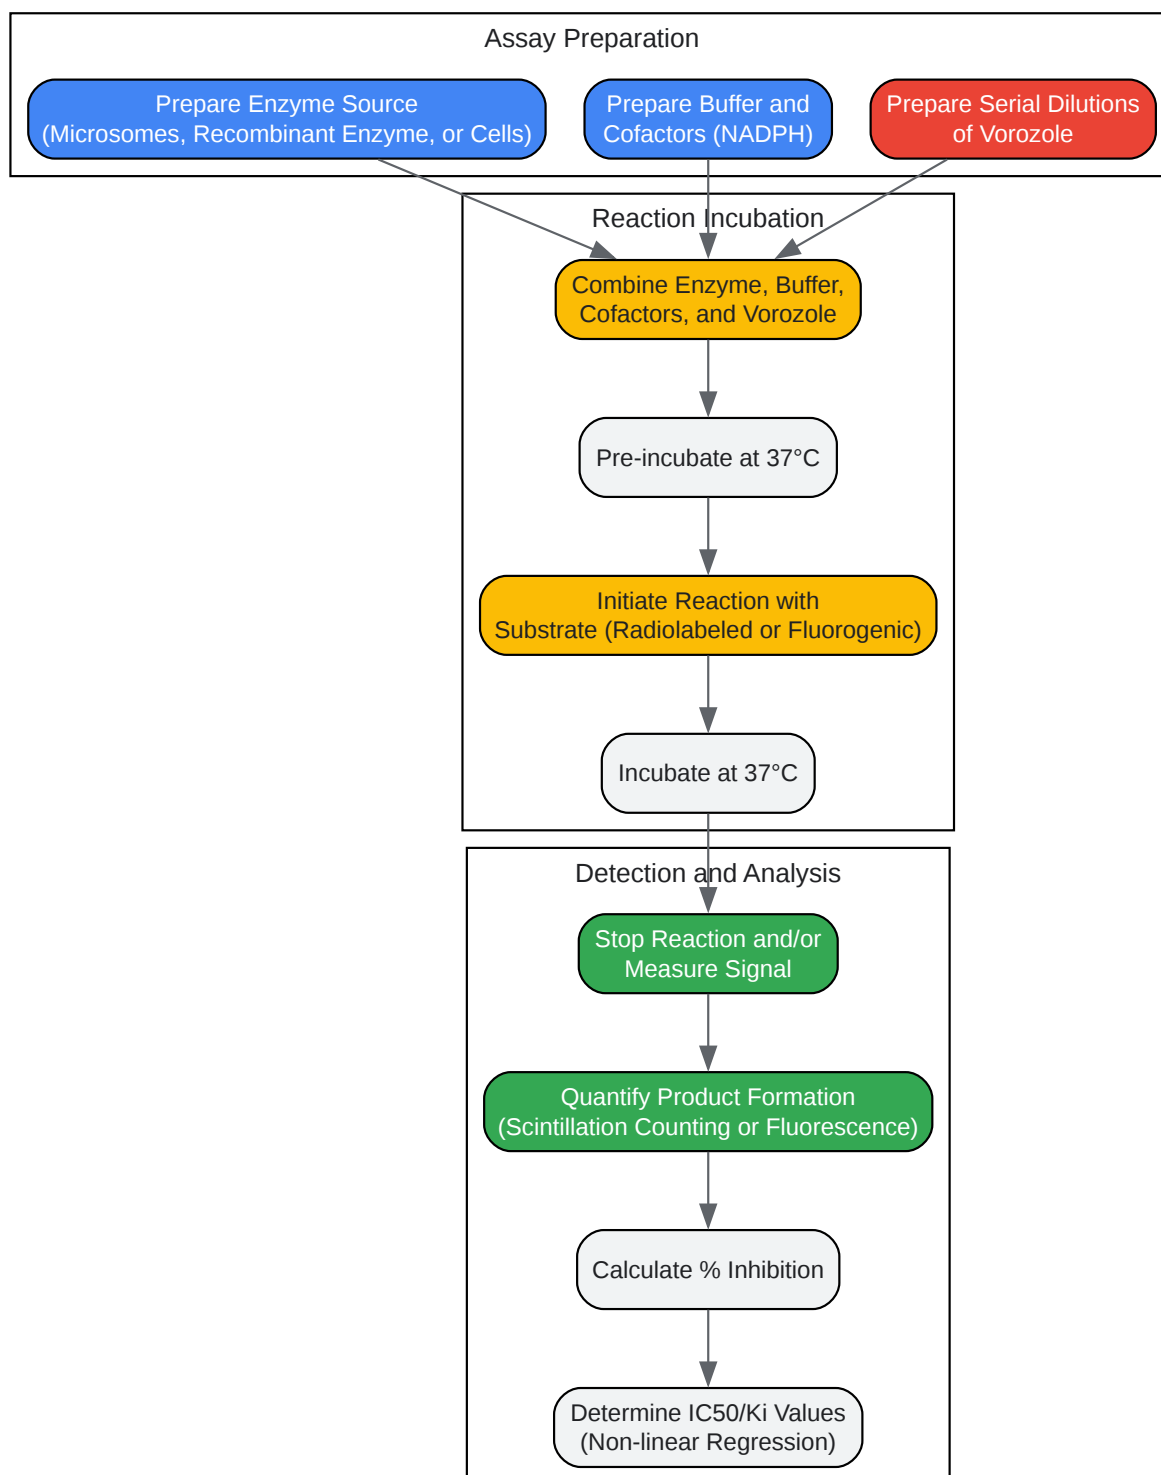 Assay Preparation
Prepare Enzyme Source
(Microsomes, Recombinant Enzyme, or Cells)
Prepare Buffer and
Cofactors (NADPH)
Prepare Serial Dilutions
of Vorozole
Reaction Incubation
Combine Enzyme, Buffer,
Cofactors, and Vorozole
Pre-incubate at 37°C
Initiate Reaction with
Substrate (Radiolabeled or Fluorogenic)
Incubate at 37°C
Detection and Analysis
Stop Reaction and/or
Measure Signal
Quantify Product Formation
(Scintillation Counting or Fluorescence)
Calculate % Inhibition
Determine IC50/Ki Values
(Non-linear Regression)